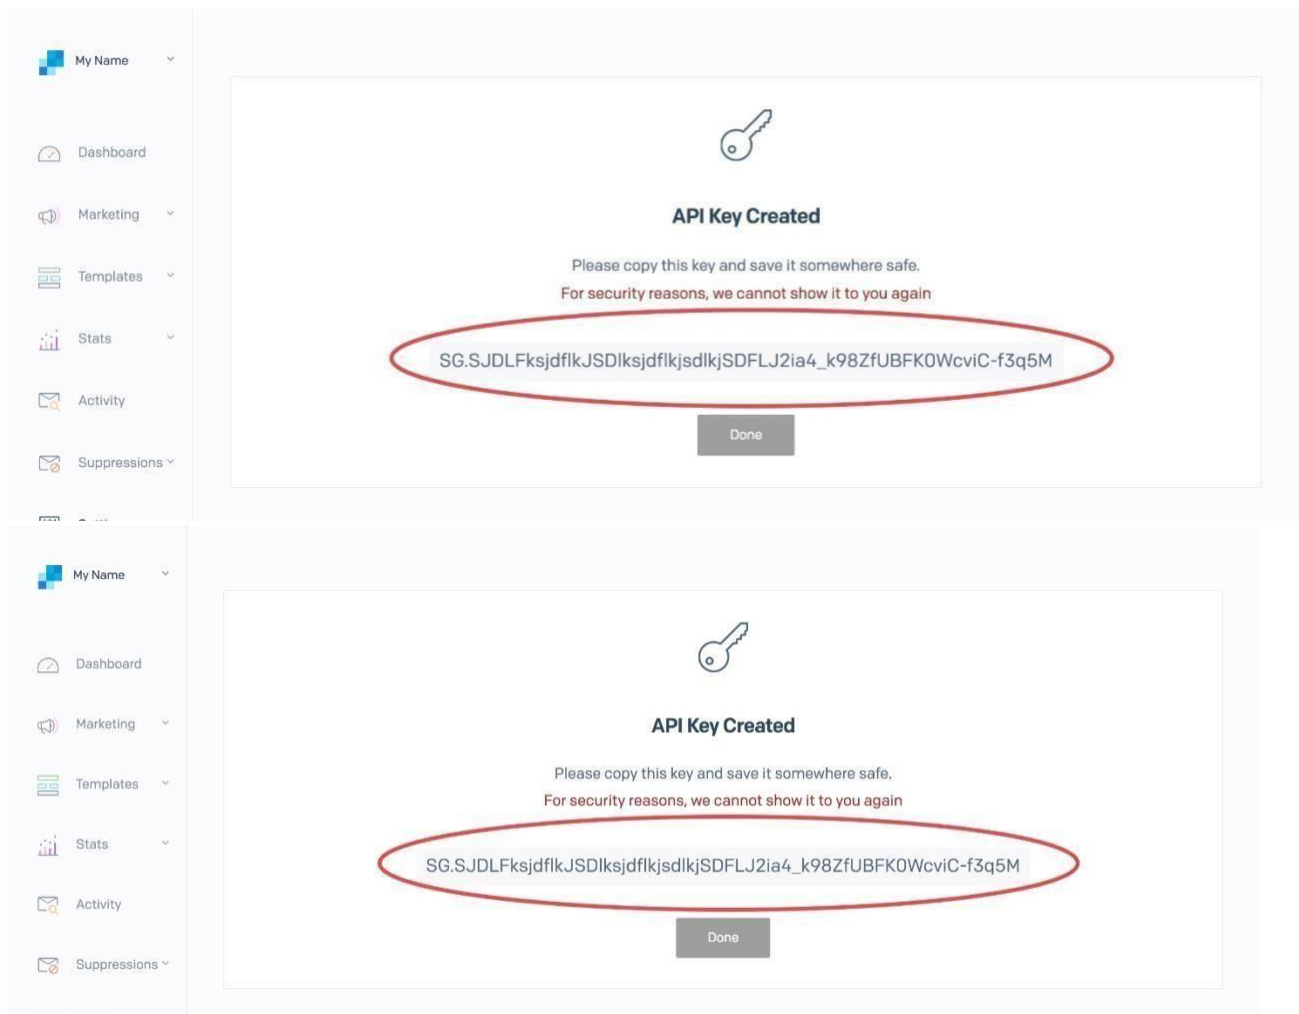 My Name
Dashboard
Marketing
Templates
Stats
Activity
Suppressions
API Key Created
Please copy this key and save it somewhere safe.
For security reasons, we cannot show it to you again
SG.SJDLFksjdflkJSDlksjdflkjsdlkjSDFLJ2ia4_k98ZfUBFK0WcviC-f3q5M
Done
My Name
Dashboard
Marketing
Templates
Stats
Activity
Suppressions
API Key Created
Please copy this key and save it somewhere safe.
For security reasons, we cannot show it to you again
SG.SJDLFksjdflkJSDlksjdflkjsdlkjSDFLJ2ia4_k98ZfUBFK0WcviC-f3q5M
Done